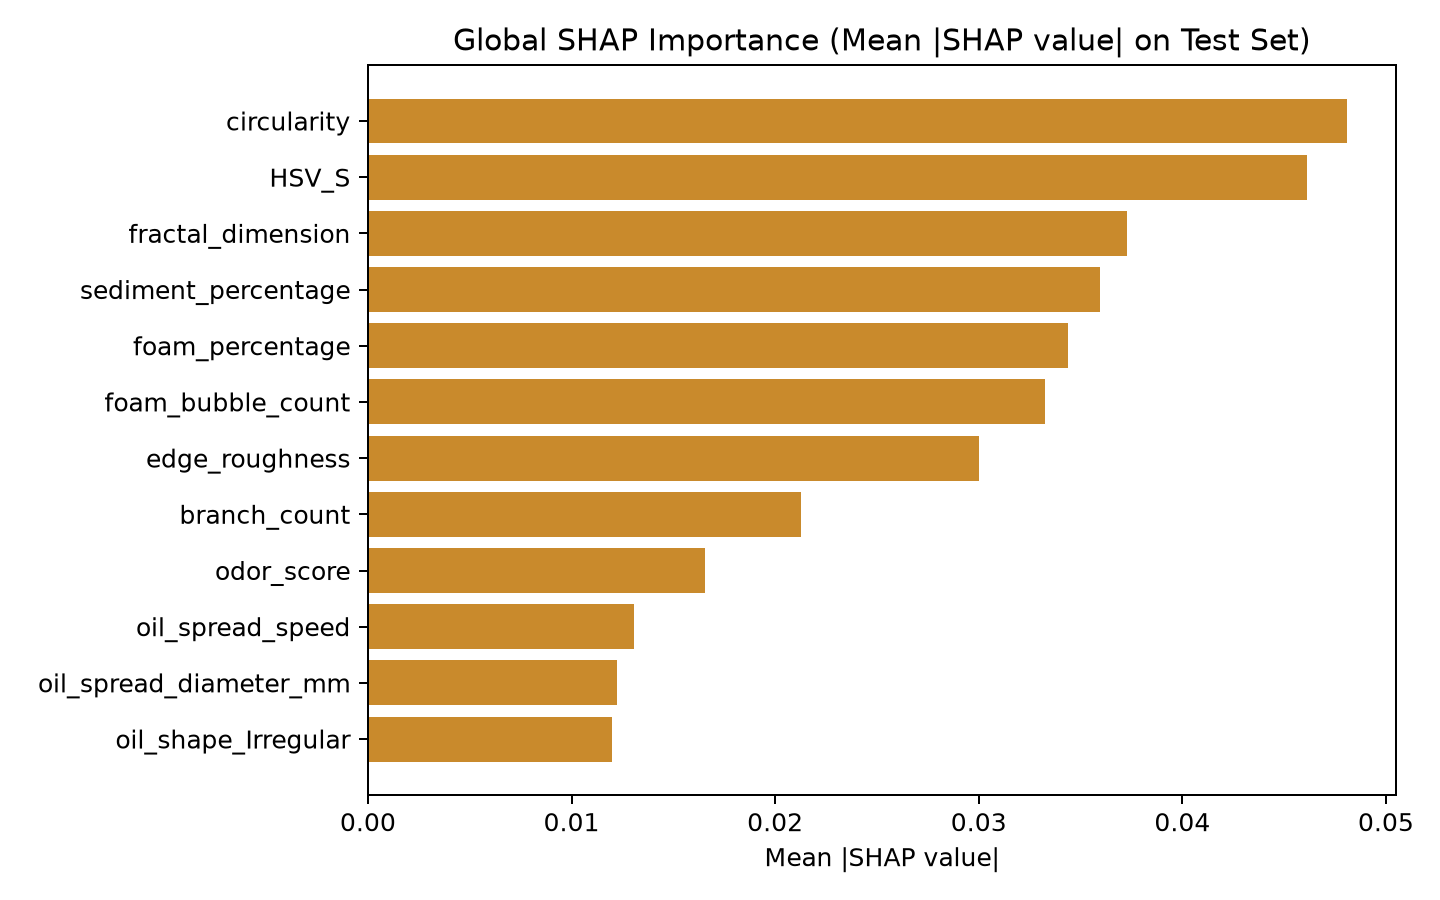 Global SHAP Importance (Mean |SHAP value| on Test Set)
circularity
HSV_S
fractal_dimension
sediment_percentage
foam_percentage
foam_bubble_count
edge_roughness
branch_count
odor_score
oil_spread_speed
oil_spread_diameter_mm
oil_shape_Irregular
0.00 0.01 0.02 0.03 0.04 0.05
Mean |SHAP value|